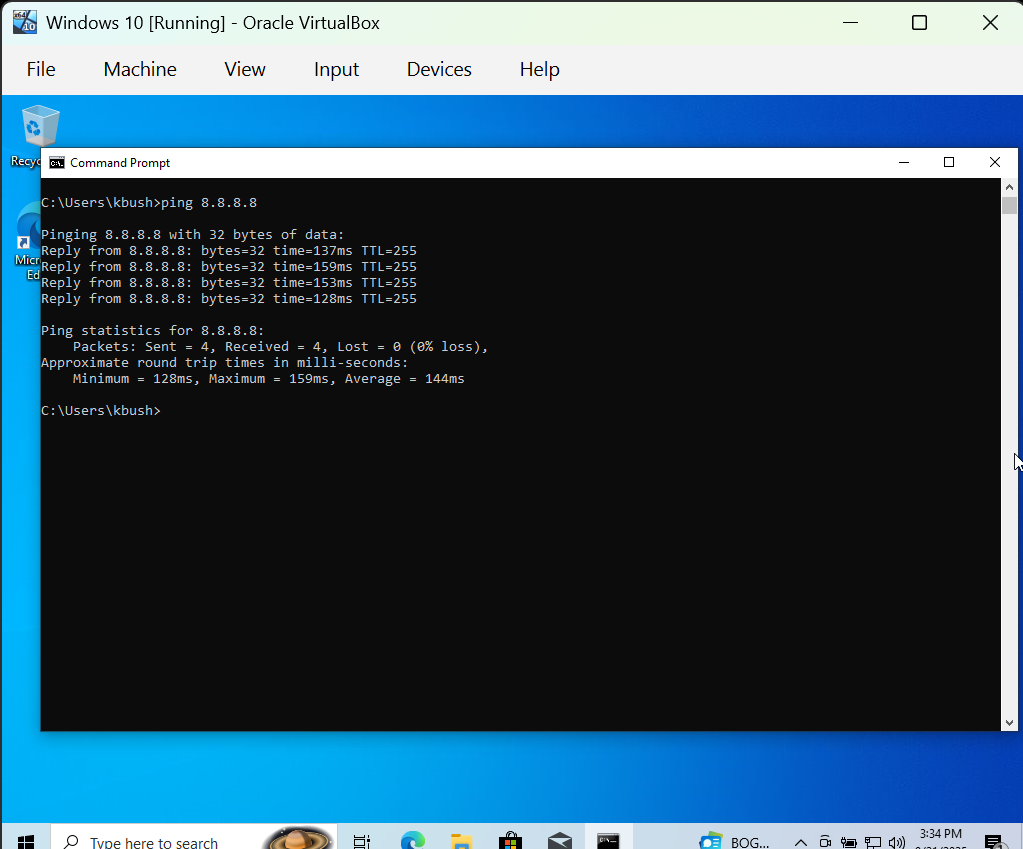 Windows 10 [Running] - Oracle VirtualBox
File Machine View Input Devices Help
Command Prompt
C:\Users\kbush>ping 8.8.8.8
Pinging 8.8.8.8 with 32 bytes of data:
Reply from 8.8.8.8: bytes=32 time=137ms TTL=255
Reply from 8.8.8.8: bytes=32 time=159ms TTL=255
Reply from 8.8.8.8: bytes=32 time=153ms TTL=255
Reply from 8.8.8.8: bytes=32 time=128ms TTL=255
Ping statistics for 8.8.8.8:
Packets: Sent = 4, Received = 4, Lost = 0 (0% loss),
Approximate round trip times in milli-seconds:
Minimum = 128ms, Maximum = 159ms, Average = 144ms
C:\Users\kbush>
Type here to search
BOG...
3:34 PM